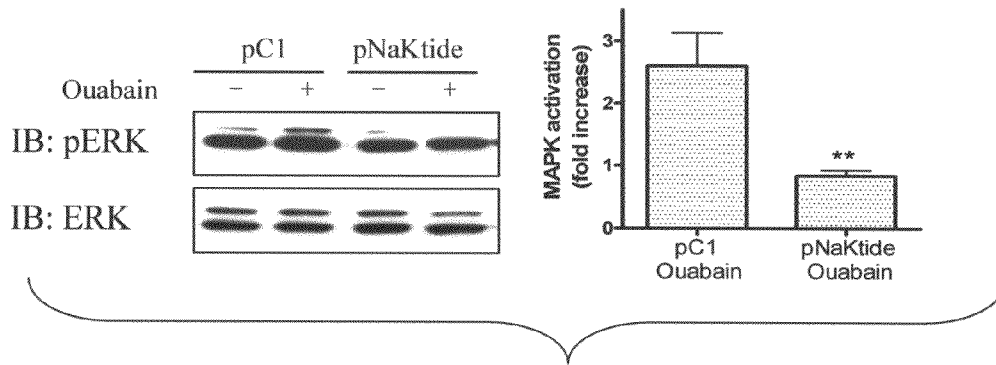 pC1 pNaKtide
Ouabain − + − +
IB: pERK
IB: ERK
MAPK activation
(fold increase)
3
2
1
0
**
pC1
Ouabain
pNaKtide
Ouabain